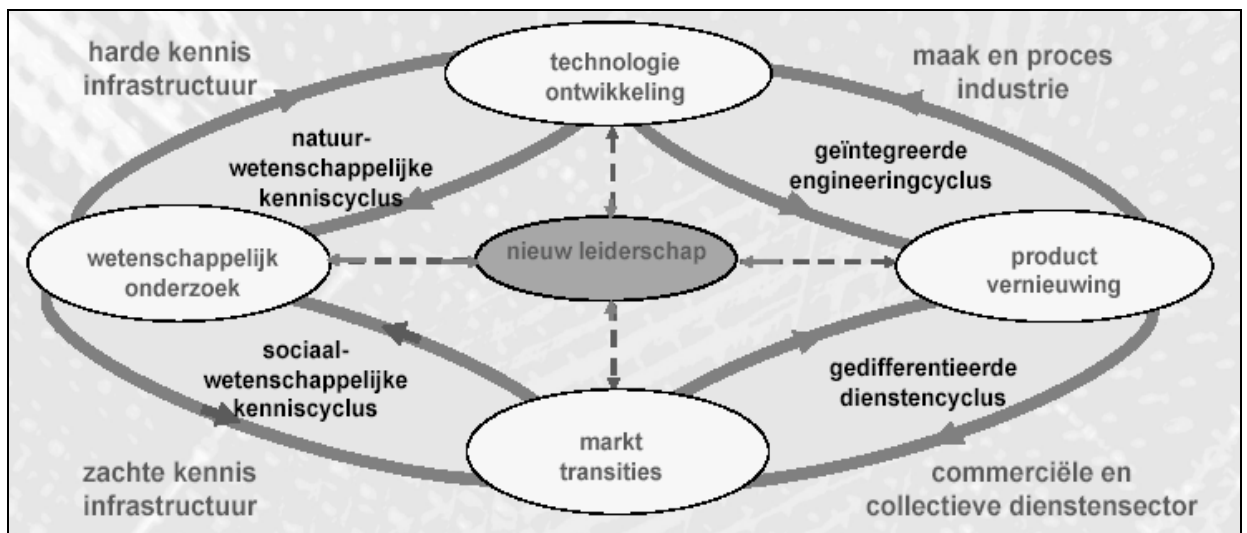 harde kennis
infrastructuur
technologie
ontwikkeling
maak en proces
industrie
natuur-
wetenschappelijke
kenniscyclus
geïntegreerde
engineeringcyclus
wetenschappelijk
onderzoek
nieuw leiderschap
product
vernieuwing
sociaal-
wetenschappelijke
kenniscyclus
gedifferentieerde
dienstencyclus
markt
transities
zachte kennis
infrastructuur
commerciële en
collectieve dienstensector